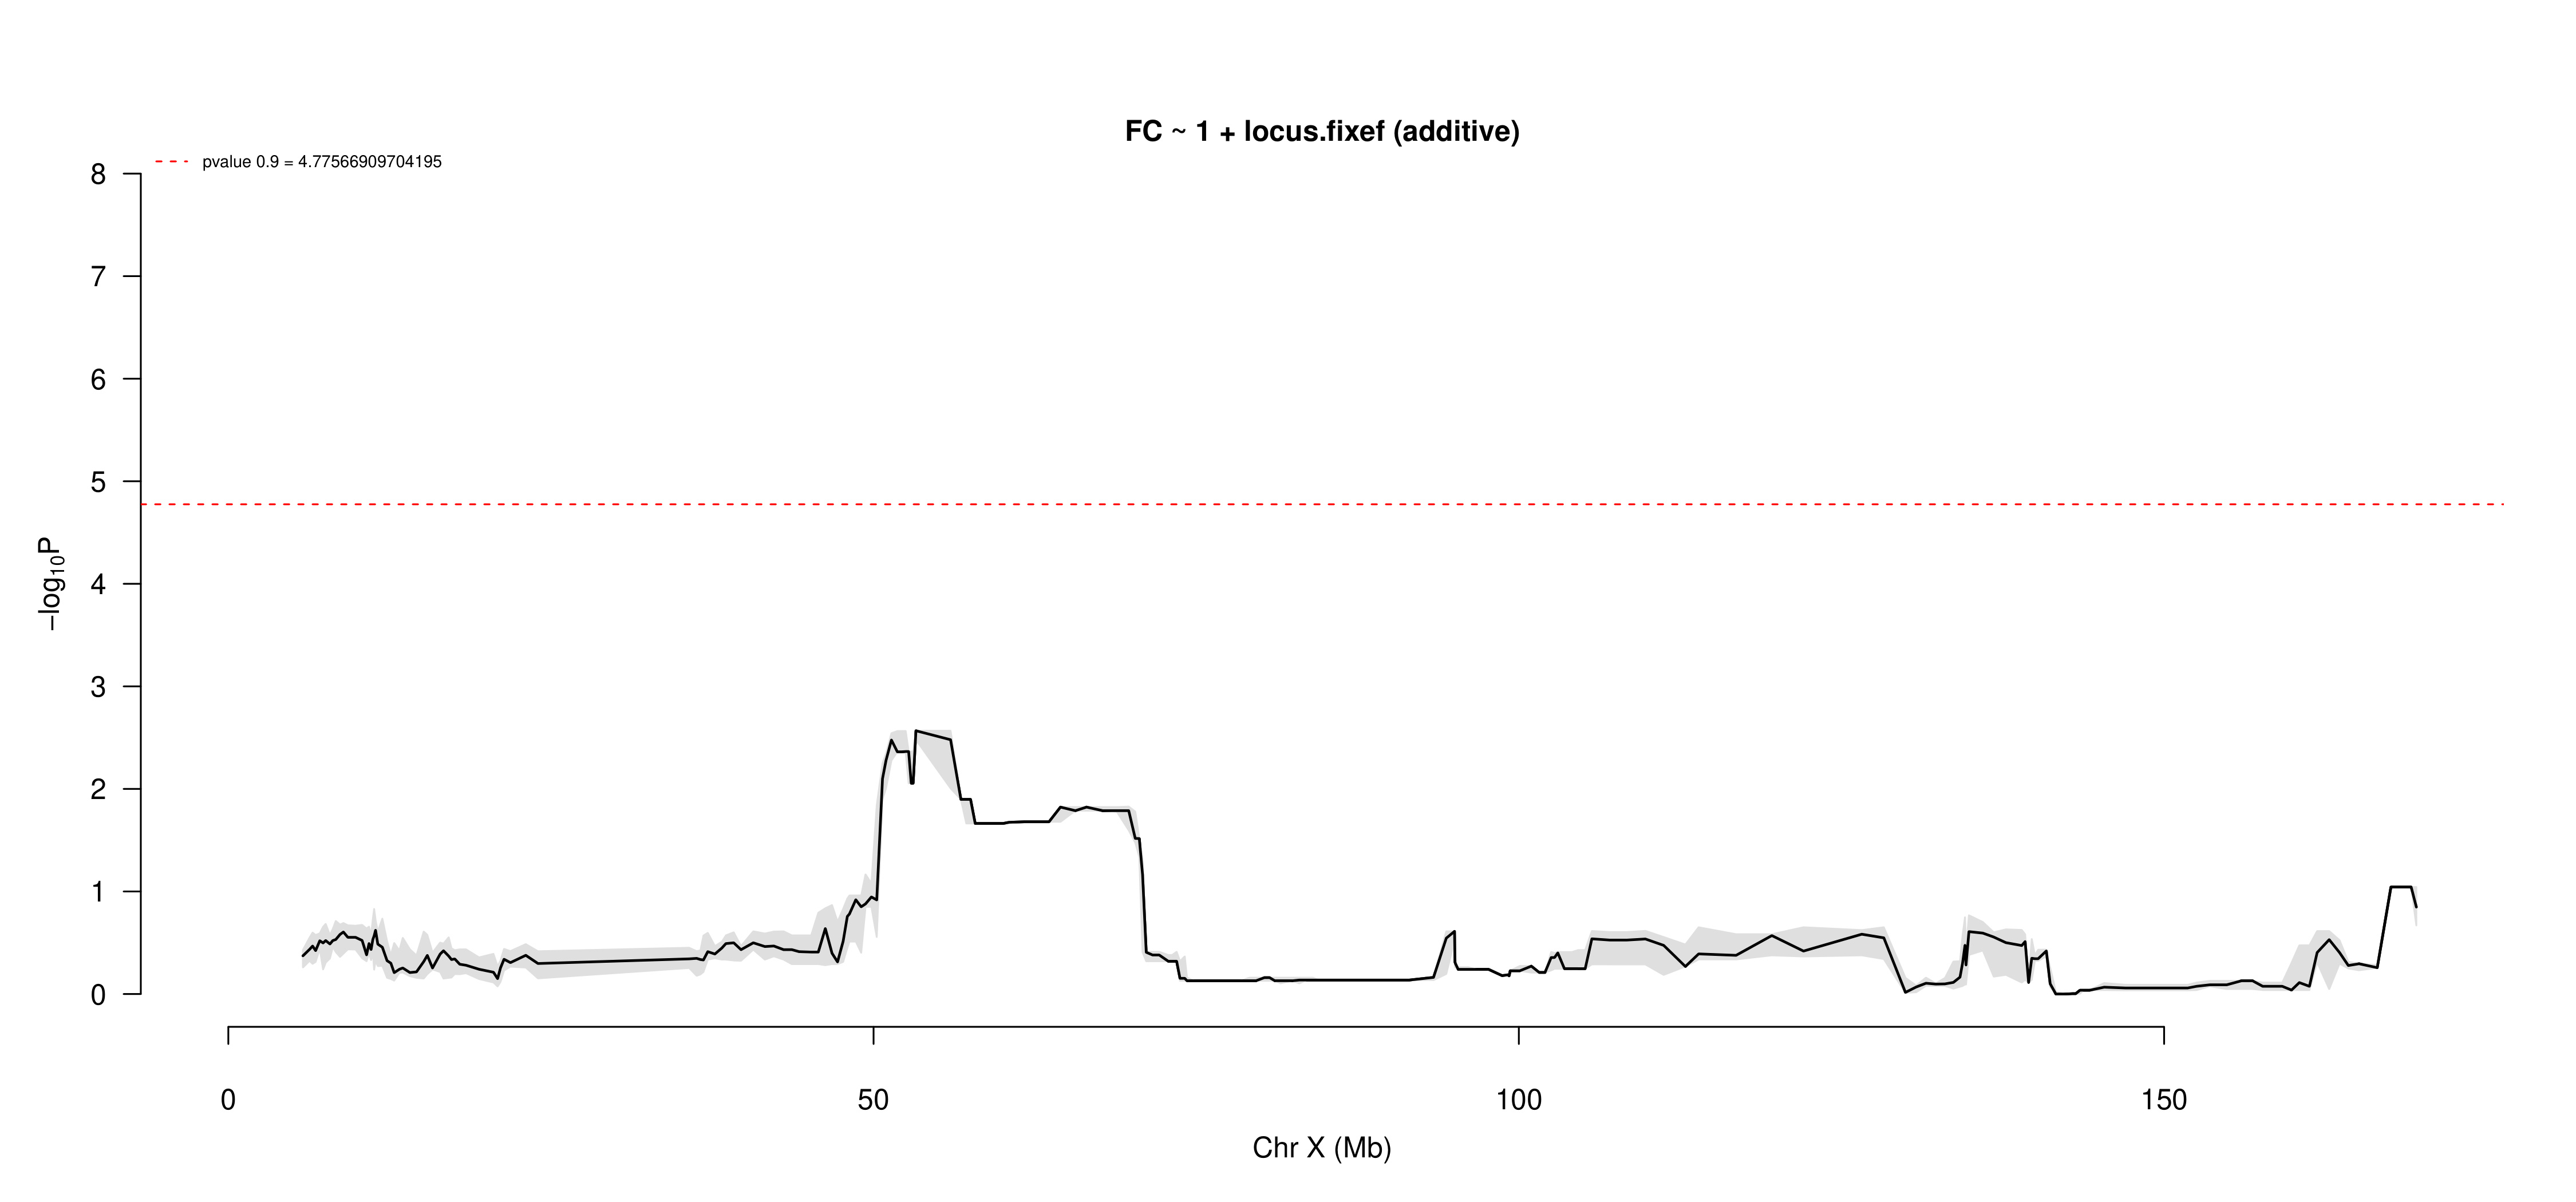 FC ~ 1 + locus.fixef (additive)
pvalue 0.9 = 4.77566909704195
8
7
6
5
4
3
2
1
0
−log10P
0 50 100 150
Chr X (Mb)